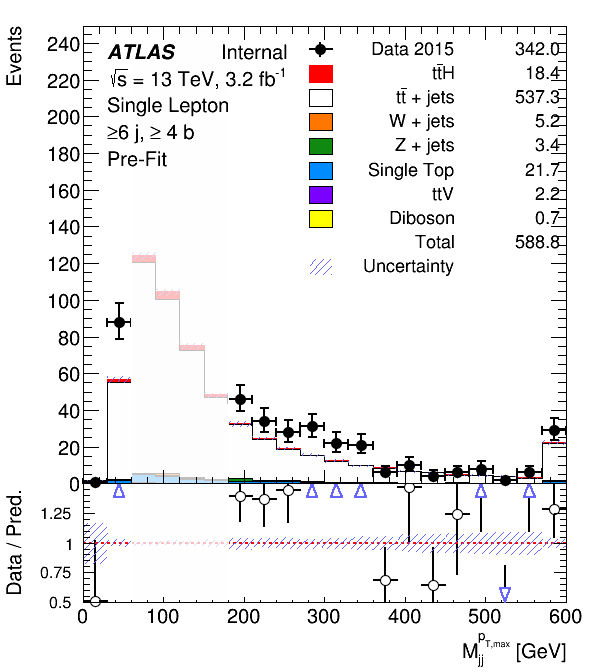 Events
240
220
200
180
160
140
120
100
80
60
40
20
0
ATLAS Internal
√s = 13 TeV, 3.2 fb-1
Single Lepton
≥6 j, ≥ 4 b
Pre-Fit
Data 2015 342.0
tt̄H 18.4
tt̄ + jets 537.3
W + jets 5.2
Z + jets 3.4
Single Top 21.7
ttV 2.2
Diboson 0.7
Total 588.8
Uncertainty
Data / Pred.
1.25
1
0.75
0.5
0 100 200 300 400 500 600
M_jj^pT,max [GeV]